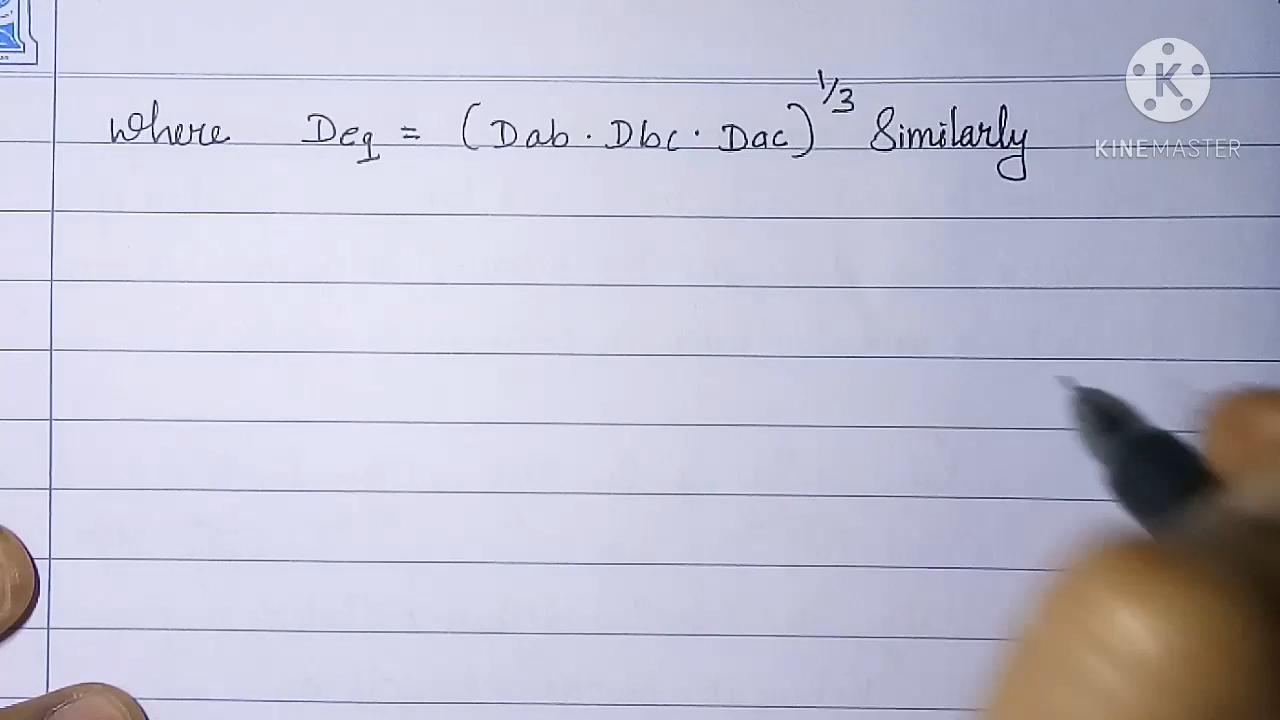 where Deq = (Dab · Dbc · Dac)^1/3 Similarly
K
KINEMASTER